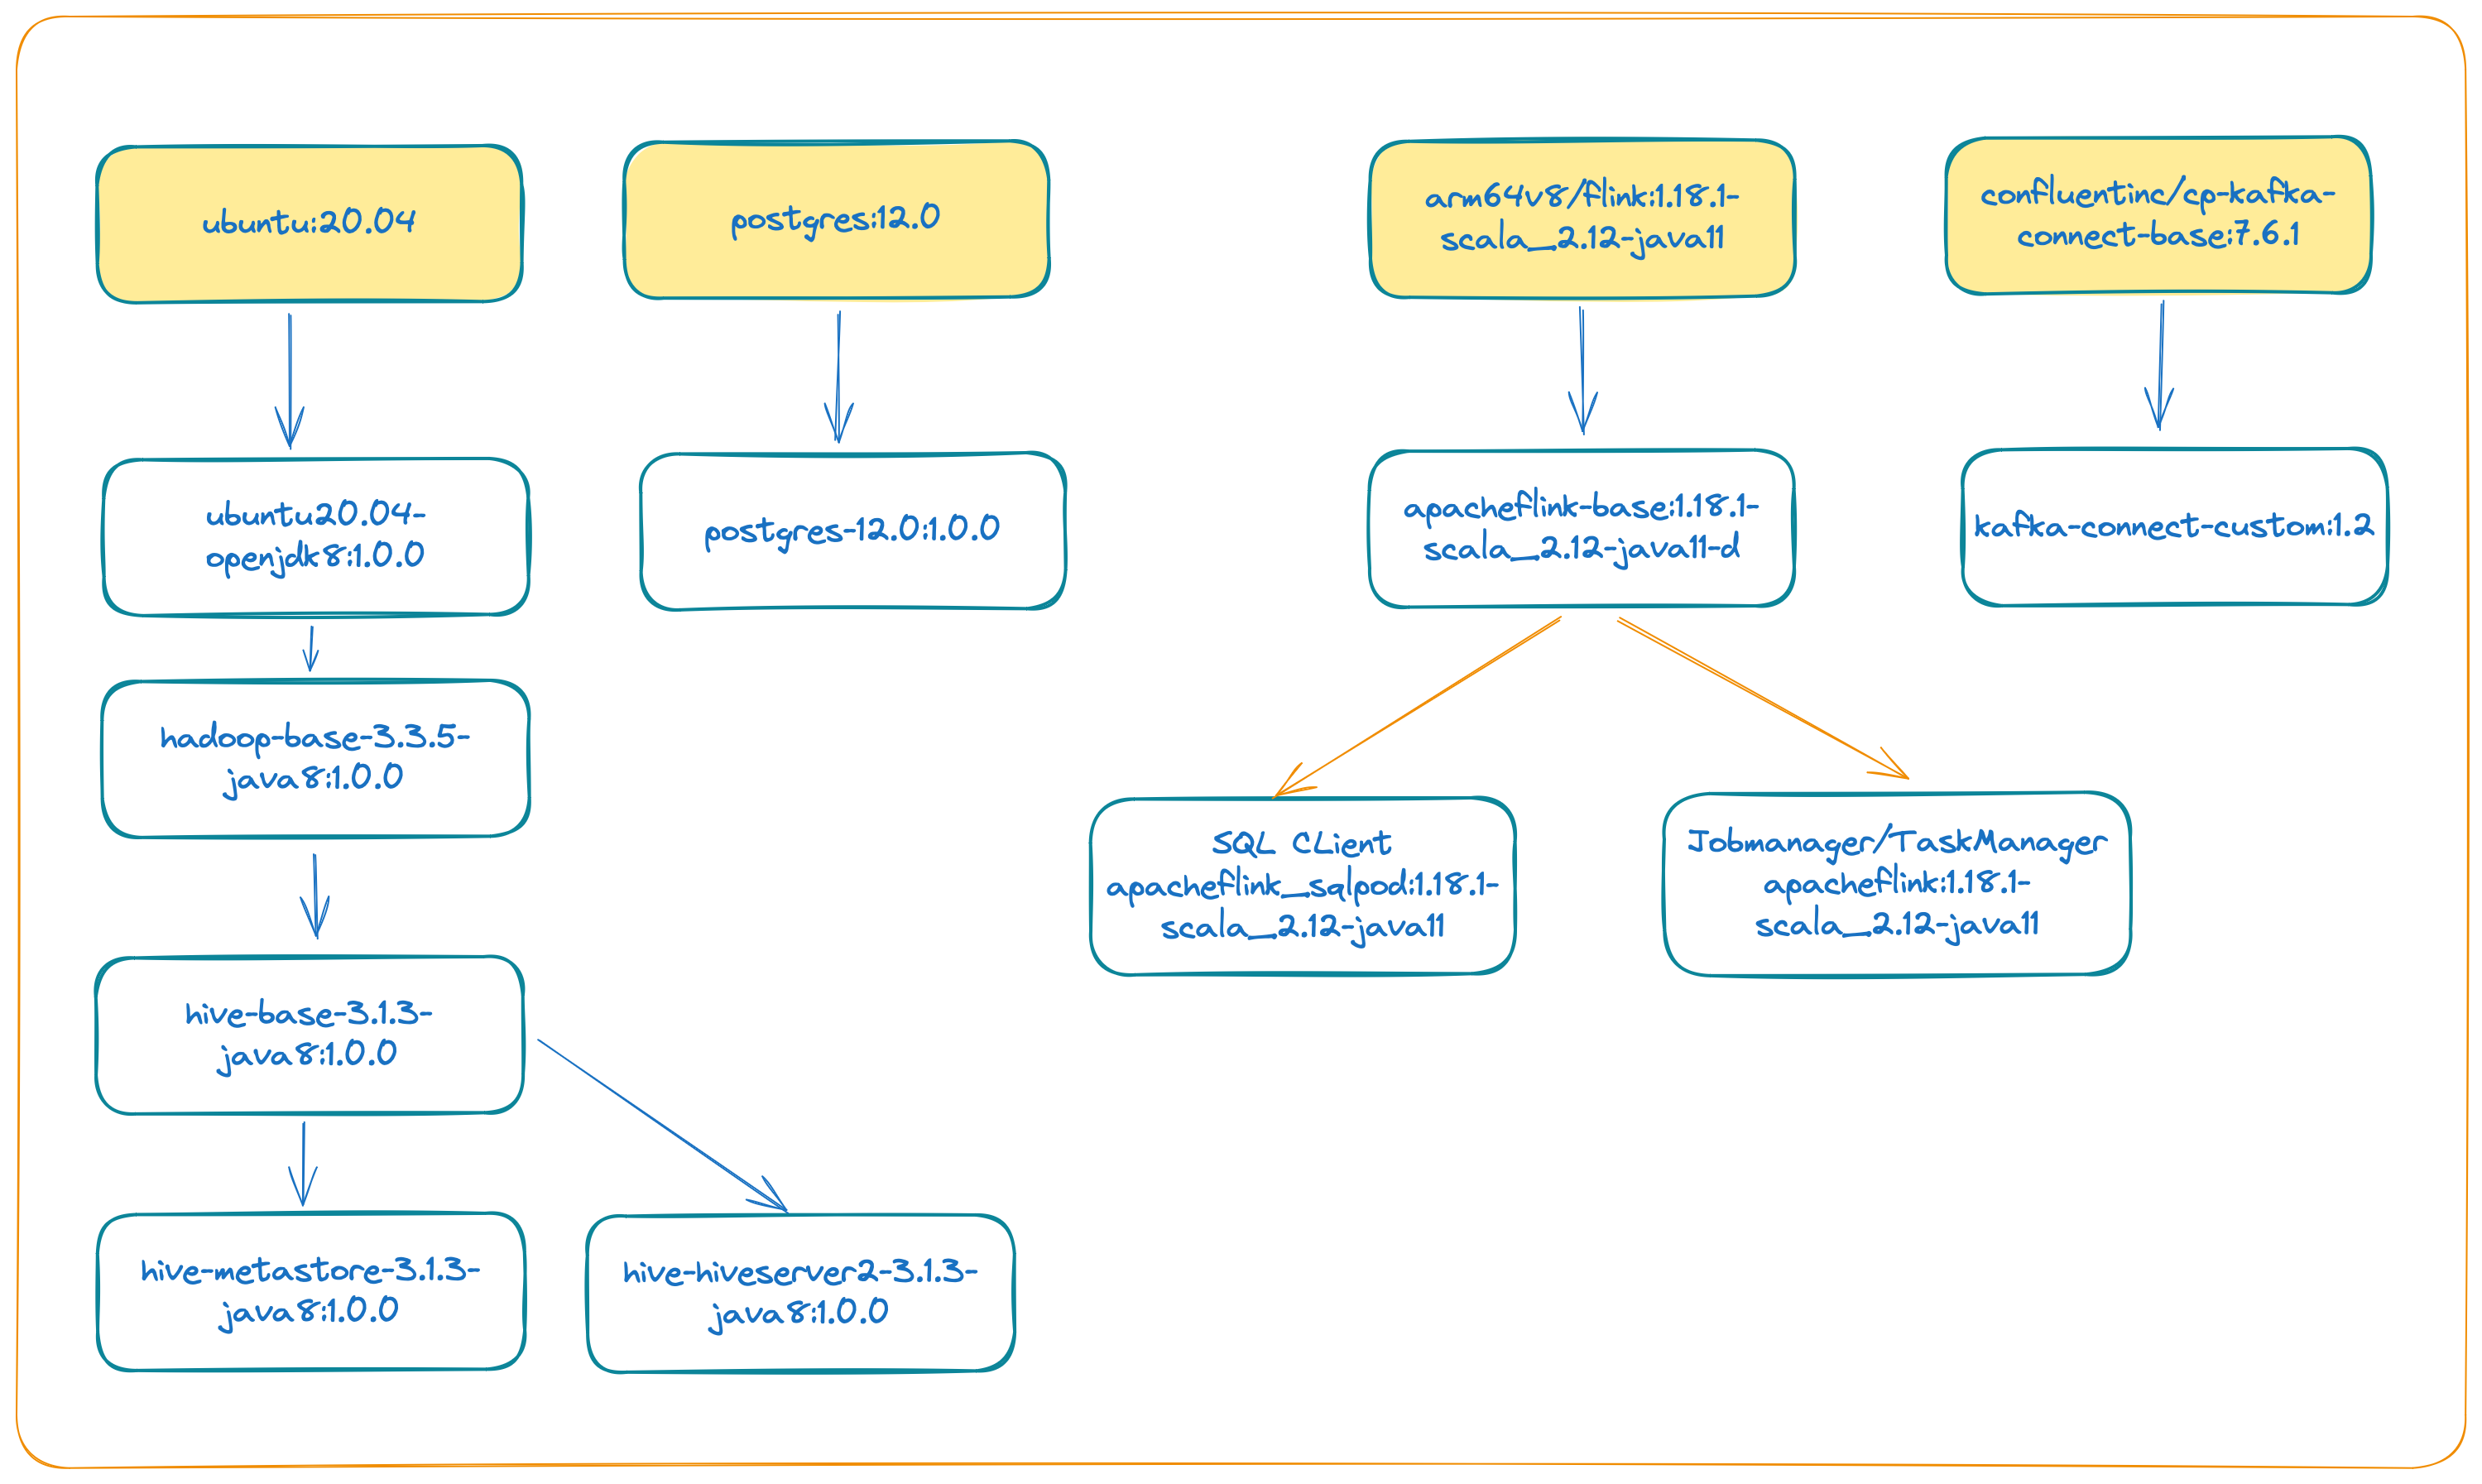 ubuntu:20.04
postgres:12.0
arm64v8/flink:1.18.1-
scala_2.12-java11
confluentinc/cp-kafka-
connect-base:7.6.1
ubuntu20.04-
openjdk8:1.0.0
postgres-12.0:1.0.0
apacheflink-base:1.18.1-
scala_2.12-java11-d
kafka-connect-custom:1.2
hadoop-base-3.3.5-
java8:1.0.0
SQL CLient
apacheflink_sqlpod:1.18.1-
scala_2.12-java11
Jobmanager/TaskManager
apacheflink:1.18.1-
scala_2.12-java11
hive-base-3.1.3-
java8:1.0.0
hive-metastore-3.1.3-
java8:1.0.0
hive-hiveserver2-3.1.3-
java8:1.0.0